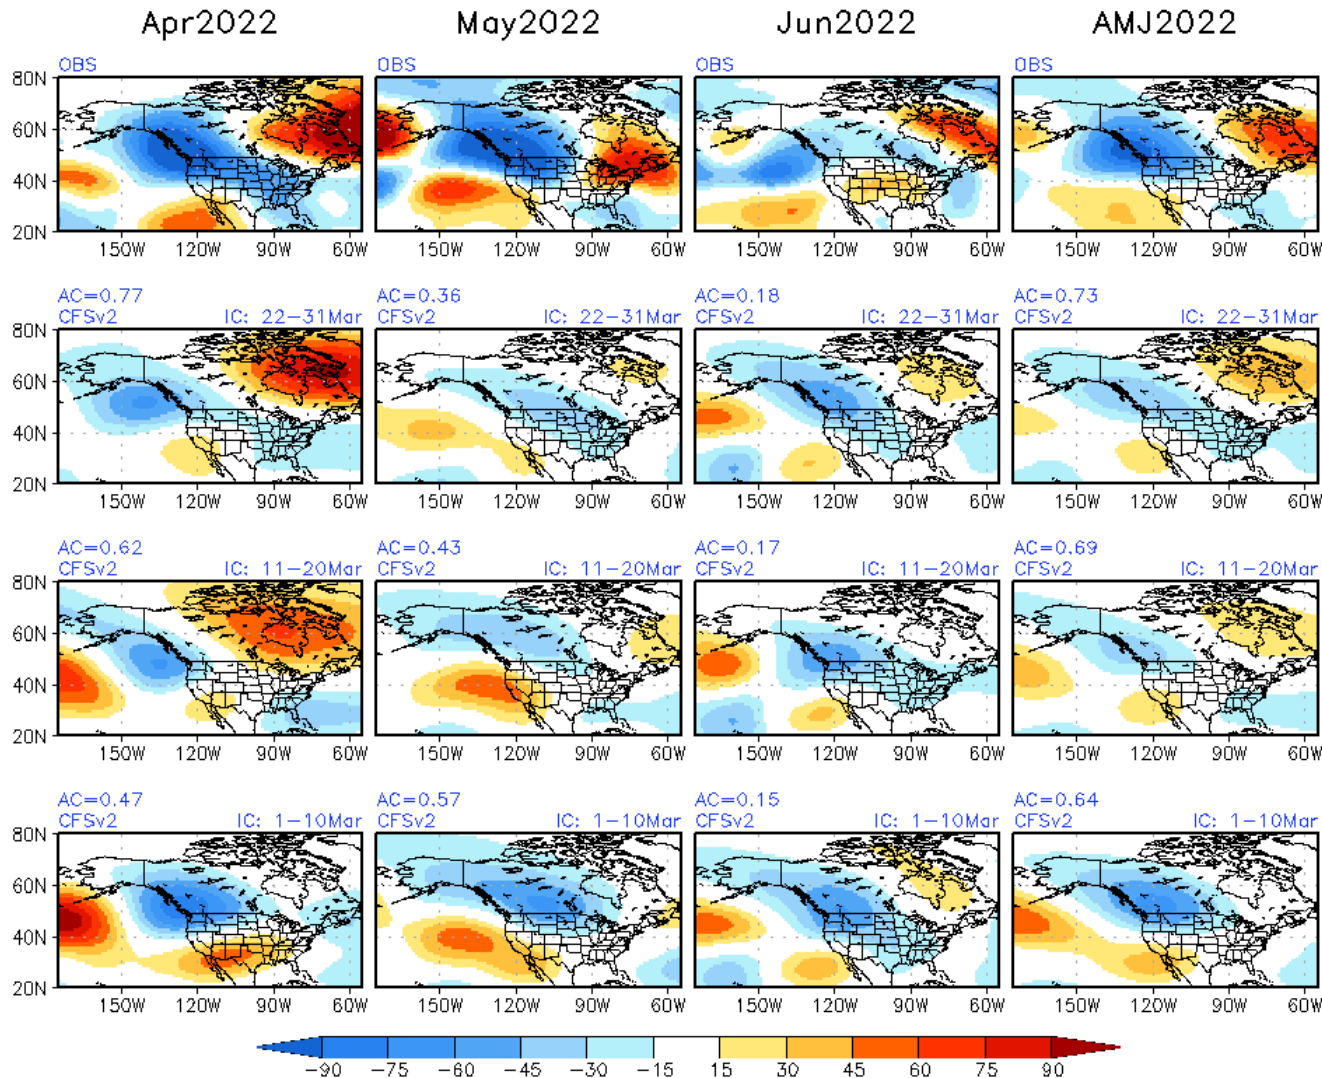 Apr2022 May2022 Jun2022 AMJ2022
OBS OBS OBS OBS
80N
60N
40N
20N
150W 120W 90W 60W 150W 120W 90W 60W 150W 120W 90W 60W 150W 120W 90W 60W
AC=0.77 AC=0.36 AC=0.18 AC=0.73
CFSv2 IC: 22-31Mar CFSv2 IC: 22-31Mar CFSv2 IC: 22-31Mar CFSv2 IC: 22-31Mar
80N
60N
40N
20N
150W 120W 90W 60W 150W 120W 90W 60W 150W 120W 90W 60W 150W 120W 90W 60W
AC=0.62 AC=0.43 AC=0.17 AC=0.69
CFSv2 IC: 11-20Mar CFSv2 IC: 11-20Mar CFSv2 IC: 11-20Mar CFSv2 IC: 11-20Mar
80N
60N
40N
20N
150W 120W 90W 60W 150W 120W 90W 60W 150W 120W 90W 60W 150W 120W 90W 60W
AC=0.47 AC=0.57 AC=0.15 AC=0.64
CFSv2 IC: 1-10Mar CFSv2 IC: 1-10Mar CFSv2 IC: 1-10Mar CFSv2 IC: 1-10Mar
80N
60N
40N
20N
150W 120W 90W 60W 150W 120W 90W 60W 150W 120W 90W 60W 150W 120W 90W 60W
-90 -75 -60 -45 -30 -15 15 30 45 60 75 90